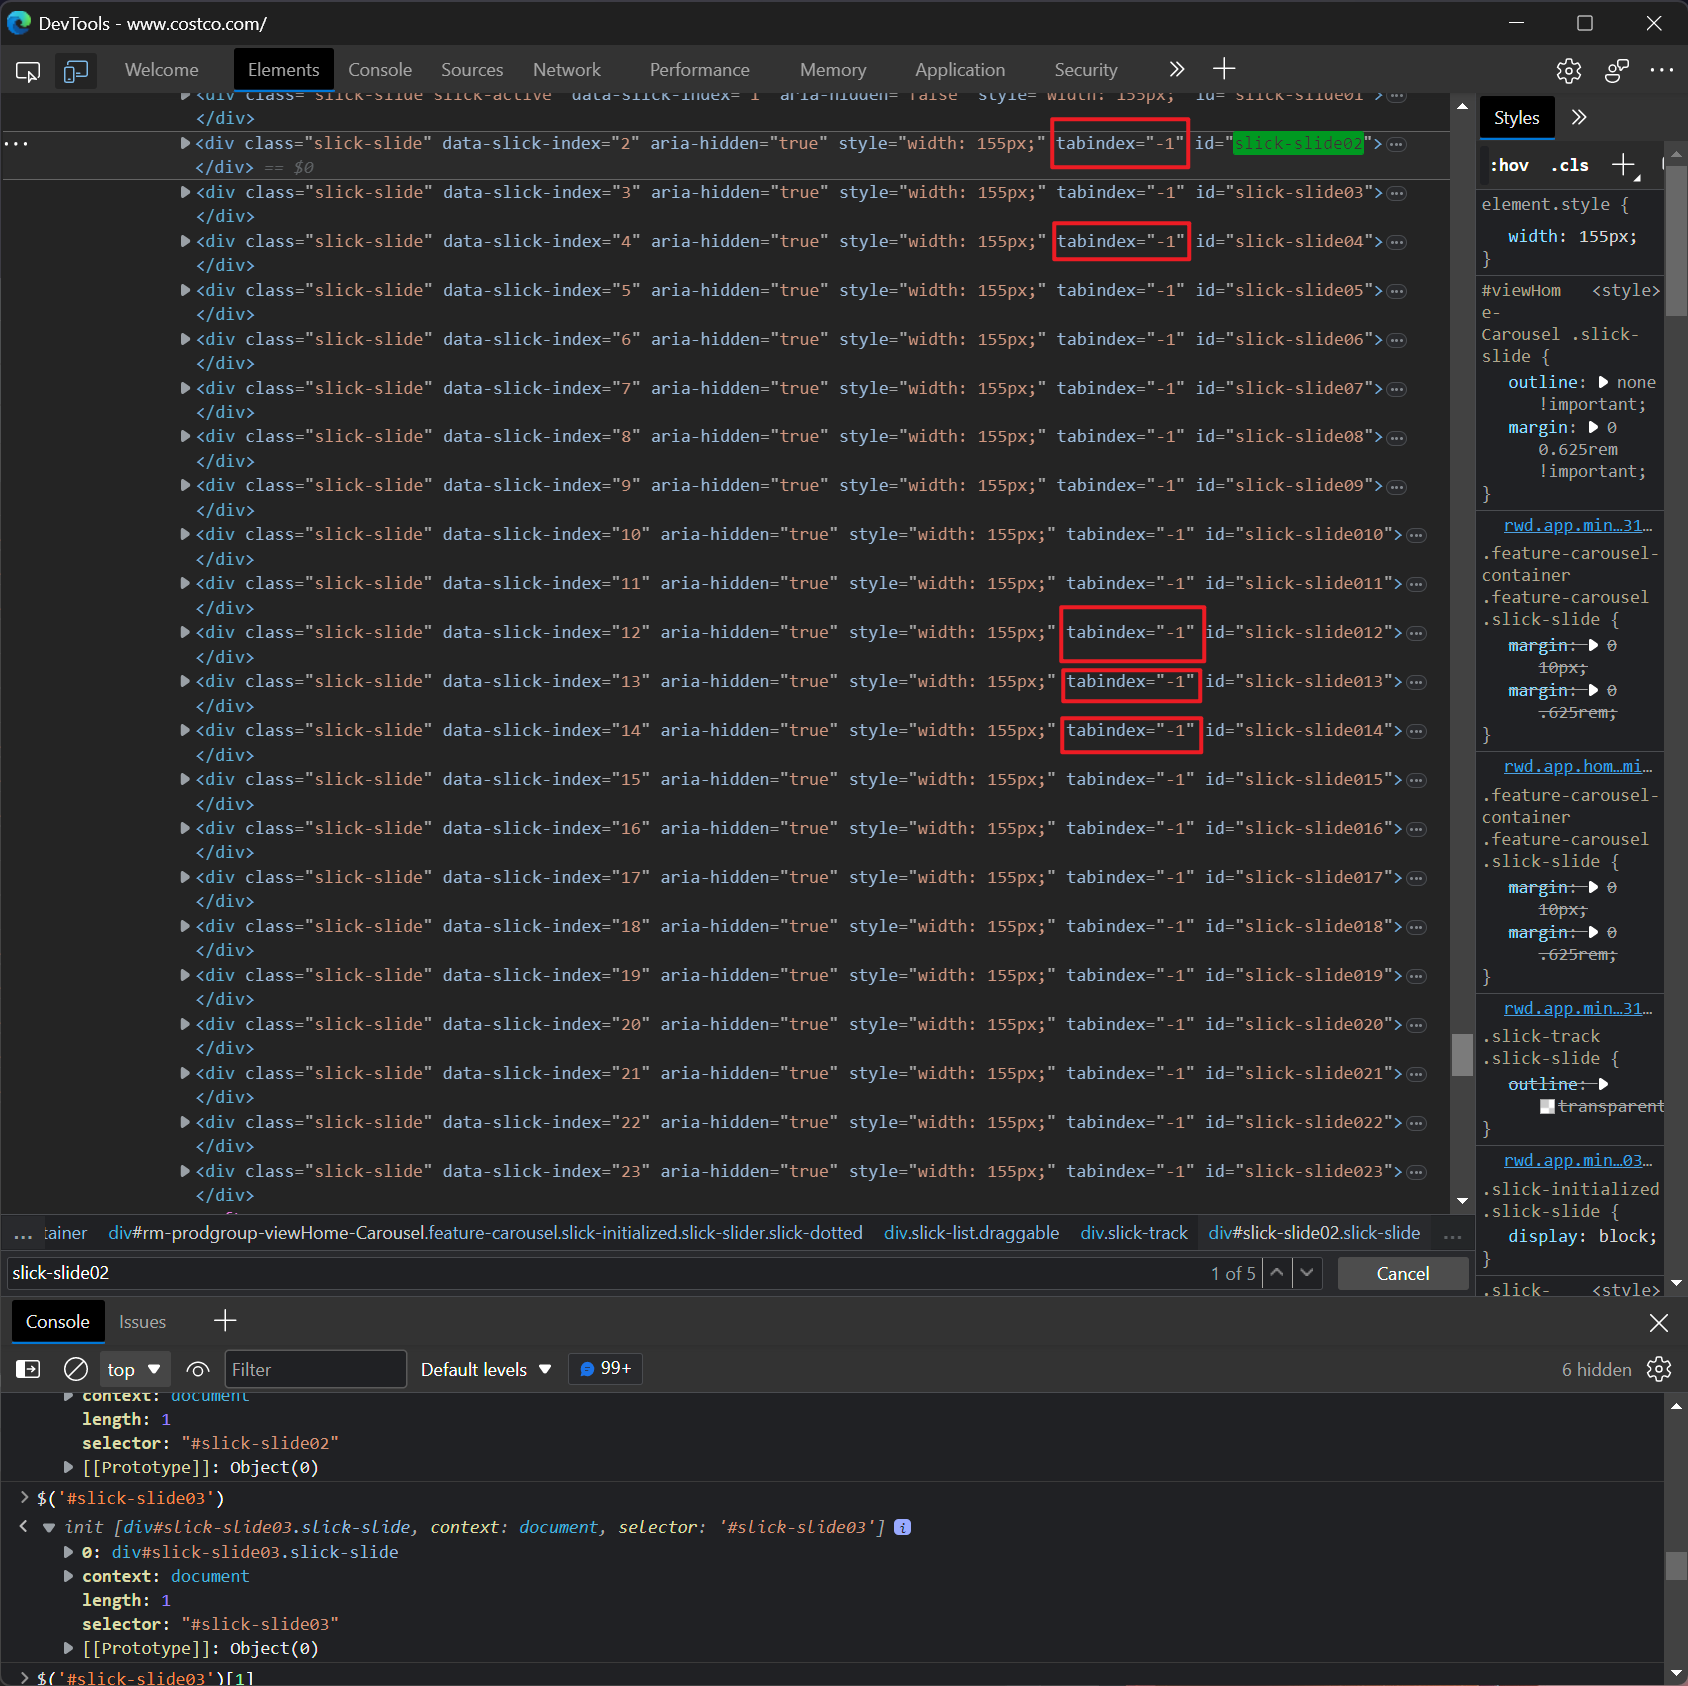 DevTools - www.costco.com/
Welcome Elements Console Sources Network Performance Memory Application Security
<div class="slick-slide slick-active" data-slick-index="1" aria-hidden="false" style="width: 155px;" id="slick-slide01">
</div>
<div class="slick-slide" data-slick-index="2" aria-hidden="true" style="width: 155px;" tabindex="-1" id="slick-slide02">
</div> == $0
<div class="slick-slide" data-slick-index="3" aria-hidden="true" style="width: 155px;" tabindex="-1" id="slick-slide03">
</div>
<div class="slick-slide" data-slick-index="4" aria-hidden="true" style="width: 155px;" tabindex="-1" id="slick-slide04">
</div>
<div class="slick-slide" data-slick-index="5" aria-hidden="true" style="width: 155px;" tabindex="-1" id="slick-slide05">
</div>
<div class="slick-slide" data-slick-index="6" aria-hidden="true" style="width: 155px;" tabindex="-1" id="slick-slide06">
</div>
<div class="slick-slide" data-slick-index="7" aria-hidden="true" style="width: 155px;" tabindex="-1" id="slick-slide07">
</div>
<div class="slick-slide" data-slick-index="8" aria-hidden="true" style="width: 155px;" tabindex="-1" id="slick-slide08">
</div>
<div class="slick-slide" data-slick-index="9" aria-hidden="true" style="width: 155px;" tabindex="-1" id="slick-slide09">
</div>
<div class="slick-slide" data-slick-index="10" aria-hidden="true" style="width: 155px;" tabindex="-1" id="slick-slide010">
</div>
<div class="slick-slide" data-slick-index="11" aria-hidden="true" style="width: 155px;" tabindex="-1" id="slick-slide011">
</div>
<div class="slick-slide" data-slick-index="12" aria-hidden="true" style="width: 155px;" tabindex="-1" id="slick-slide012">
</div>
<div class="slick-slide" data-slick-index="13" aria-hidden="true" style="width: 155px;" tabindex="-1" id="slick-slide013">
</div>
<div class="slick-slide" data-slick-index="14" aria-hidden="true" style="width: 155px;" tabindex="-1" id="slick-slide014">
</div>
<div class="slick-slide" data-slick-index="15" aria-hidden="true" style="width: 155px;" tabindex="-1" id="slick-slide015">
</div>
<div class="slick-slide" data-slick-index="16" aria-hidden="true" style="width: 155px;" tabindex="-1" id="slick-slide016">
</div>
<div class="slick-slide" data-slick-index="17" aria-hidden="true" style="width: 155px;" tabindex="-1" id="slick-slide017">
</div>
<div class="slick-slide" data-slick-index="18" aria-hidden="true" style="width: 155px;" tabindex="-1" id="slick-slide018">
</div>
<div class="slick-slide" data-slick-index="19" aria-hidden="true" style="width: 155px;" tabindex="-1" id="slick-slide019">
</div>
<div class="slick-slide" data-slick-index="20" aria-hidden="true" style="width: 155px;" tabindex="-1" id="slick-slide020">
</div>
<div class="slick-slide" data-slick-index="21" aria-hidden="true" style="width: 155px;" tabindex="-1" id="slick-slide021">
</div>
<div class="slick-slide" data-slick-index="22" aria-hidden="true" style="width: 155px;" tabindex="-1" id="slick-slide022">
</div>
<div class="slick-slide" data-slick-index="23" aria-hidden="true" style="width: 155px;" tabindex="-1" id="slick-slide023">
</div>
... tainer div#rm-prodgroup-viewHome-Carousel.feature-carousel.slick-initialized.slick-slider.slick-dotted div.slick-list.draggable div.slick-track div#slick-slide02.slick-slide ...
slick-slide02 1 of 5 Cancel
Styles
:hov .cls
element.style {
width: 155px;
}
#viewHom <style>
e-
Carousel .slick-
slide {
outline: none
!important;
margin: 0
0.625rem
!important;
}
rwd.app.min…31…
.feature-carousel-
container
.feature-carousel
.slick-slide {
margin: 0
10px;
margin: 0
.625rem;
}
rwd.app.hom…mi…
.feature-carousel-
container
.feature-carousel
.slick-slide {
margin: 0
10px;
margin: 0
.625rem;
}
rwd.app.min…31…
.slick-track
.slick-slide {
outline:
transparent
}
rwd.app.min…03…
.slick-initialized
.slick-slide {
display: block;
}
.slick- <style>
Console Issues
top Filter Default levels 99+ 6 hidden
context: document
length: 1
selector: "#slick-slide02"
[[Prototype]]: Object(0)
$('#slick-slide03')
init [div#slick-slide03.slick-slide, context: document, selector: '#slick-slide03'] i
0: div#slick-slide03.slick-slide
context: document
length: 1
selector: "#slick-slide03"
[[Prototype]]: Object(0)
$('#slick-slide03')[1]